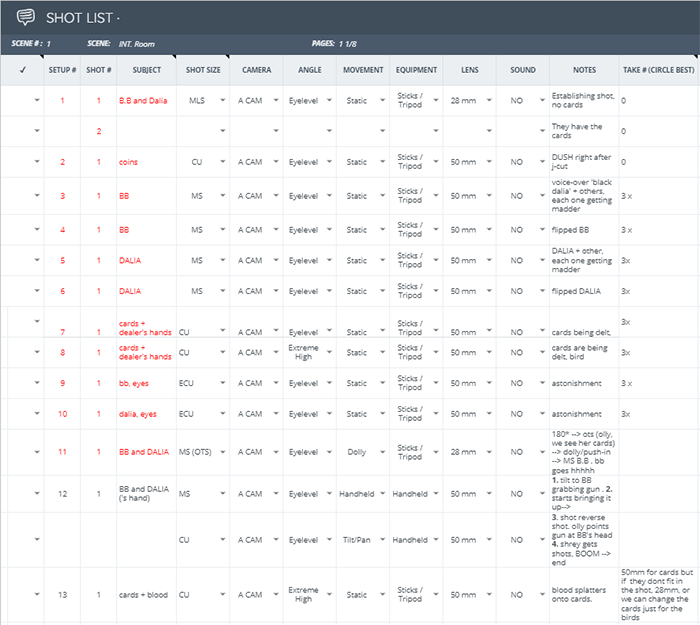 SHOT LIST -
SCENE # : 1 SCENE: INT. Room PAGES: 1 1/8
✓ SETUP # SHOT # SUBJECT SHOT SIZE CAMERA ANGLE MOVEMENT EQUIPMENT LENS SOUND NOTES TAKE # (CIRCLE BEST)
1 1 B.B and Dalia MLS A CAM Eyelevel Static Sticks / Tripod 28 mm NO Establishing shot, no cards 0
2 They have the cards 0
2 1 coins CU A CAM Eyelevel Static Sticks / Tripod 50 mm NO DUSH right after j-cut 0
3 1 BB MS A CAM Eyelevel Static Sticks / Tripod 50 mm NO voice-over 'black dalia' + others, each one getting madder 3 x
4 1 BB MS A CAM Eyelevel Static Sticks / Tripod 50 mm NO flipped BB 3 x
5 1 DALIA MS A CAM Eyelevel Static Sticks / Tripod 50 mm NO DALIA + other, each one getting madder 3x
6 1 DALIA MS A CAM Eyelevel Static Sticks / Tripod 50 mm NO flipped DALIA 3x
7 1 cards + dealer's hands CU A CAM Eyelevel Static Sticks / Tripod 50 mm NO cards being delt, 3x
8 1 cards + dealer's hands CU A CAM Extreme High Static Sticks / Tripod 50 mm NO cards are being delt, bird 3x
9 1 bb, eyes ECU A CAM Eyelevel Static Sticks / Tripod 50 mm NO astonishment 3 x
10 1 dalia, eyes ECU A CAM Eyelevel Static Sticks / Tripod 50 mm NO astonishment 3x
11 1 BB and DALIA MS (OTS) A CAM Eyelevel Dolly Sticks / Tripod 28 mm NO 180* --> ots (olly, we see her cards) --> dolly/push-in --> MS B.B . bb goes hhhhh
12 1 BB and DALIA ('s hand) MS A CAM Eyelevel Handheld Handheld 50 mm NO 1. tilt to BB grabbing gun . 2. starts bringing it up-->
CU A CAM Eyelevel Tilt/Pan Handheld 50 mm NO 3. shot reverse shot. olly points gun at BB's head 4. shrey gets shots, BOOM --> end
13 1 cards + blood CU A CAM Extreme High Static Sticks / Tripod 50 mm NO blood splatters onto cards. 50mm for cards but if they dont fit in the shot, 28mm, or we can change the cards just for the birds